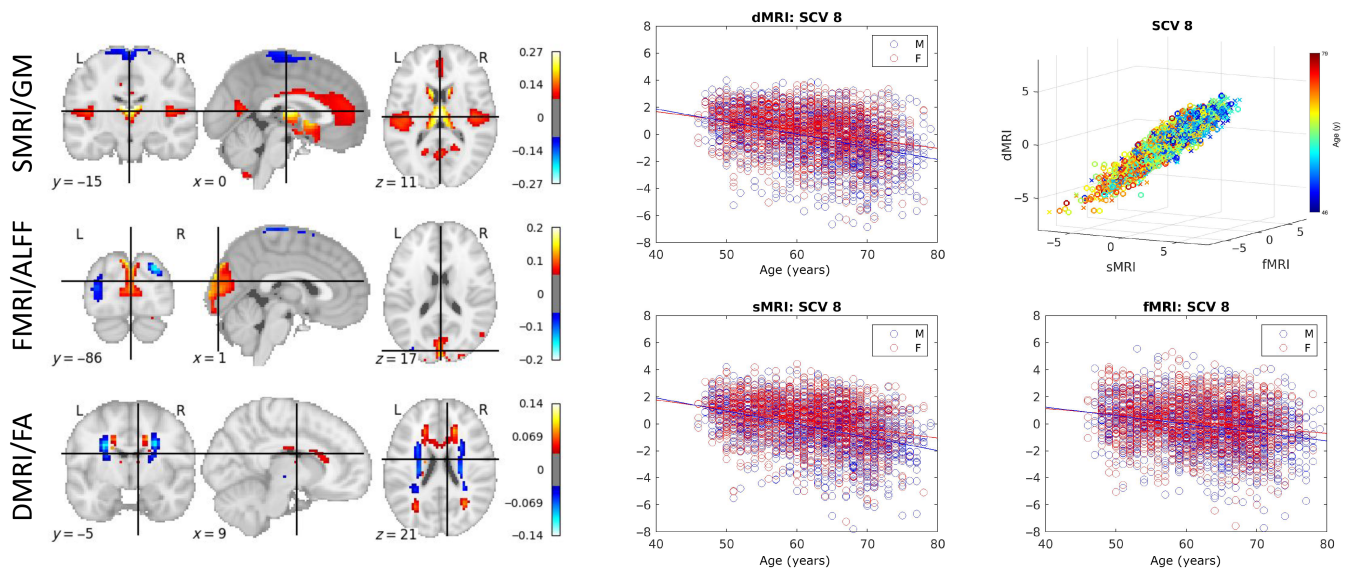 SMRI/GM
L R
y = −15
x = 0
L R
z = 11
0.27
0.14
0
−0.14
−0.27
FMRI/ALFF
L R
y = −86
x = 1
L R
z = 17
0.2
0.1
0
−0.1
−0.2
DMRI/FA
L R
y = −5
x = 9
L R
z = 21
0.14
0.069
0
−0.069
−0.14
dMRI: SCV 8
M
F
8
6
4
2
0
−2
−4
−6
−8
40 50 60 70 80
Age (years)
SCV 8
dMRI
5
0
−5
−5 0 5
sMRI
−5 0 5
fMRI
79
Age (y)
46
sMRI: SCV 8
M
F
8
6
4
2
0
−2
−4
−6
−8
40 50 60 70 80
Age (years)
fMRI: SCV 8
M
F
8
6
4
2
0
−2
−4
−6
−8
40 50 60 70 80
Age (years)